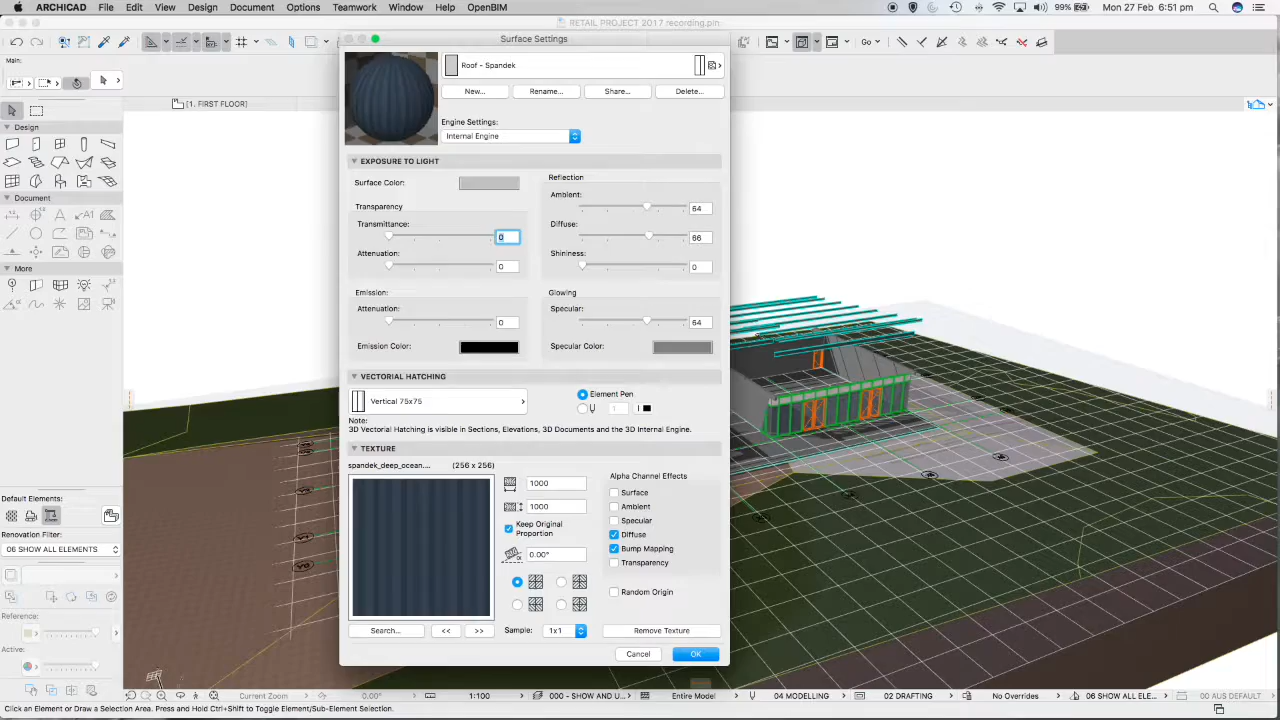 ARCHICAD File Edit View Design Document Options Teamwork Window Help OpenBIM
99% Mon 27 Feb 6:51 pm
RETAIL PROJECT 2017 recording.pln
Surface Settings
Go
Main:
[1. FIRST FLOOR]
Roof - Spandek
New... Rename... Share... Delete...
Engine Settings:
Internal Engine
Design
EXPOSURE TO LIGHT
Reflection
Surface Color:
Ambient:
64
Transparency
Transmittance:
0
Diffuse:
66
Attenuation:
0
Shininess:
0
Document
More
Emission:
Glowing
Attenuation:
0
Specular:
64
Emission Color:
Specular Color:
VECTORIAL HATCHING
Vertical 75x75
Element Pen
1 1
Note:
3D Vectorial Hatching is visible in Sections, Elevations, 3D Documents and the 3D Internal Engine.
TEXTURE
spandek_deep_ocean.... (256 x 256)
1000
1000
Keep Original
Proportion
0.00°
Alpha Channel Effects
Surface
Ambient
Specular
Diffuse
Bump Mapping
Transparency
Random Origin
Search... << >> Sample: 1x1 Remove Texture
Cancel OK
Default Elements:
Renovation Filter:
06 SHOW ALL ELEMENTS
Reference:
Active:
Current Zoom 0.00° 1:100 000 - SHOW AND U... Entire Model 04 MODELLING 02 DRAFTING No Overrides 06 SHOW ALL ELE... 00 AUS DEFAULT
Click an Element or Draw a Selection Area. Press and Hold Ctrl+Shift to Toggle Element/Sub-Element Selection.